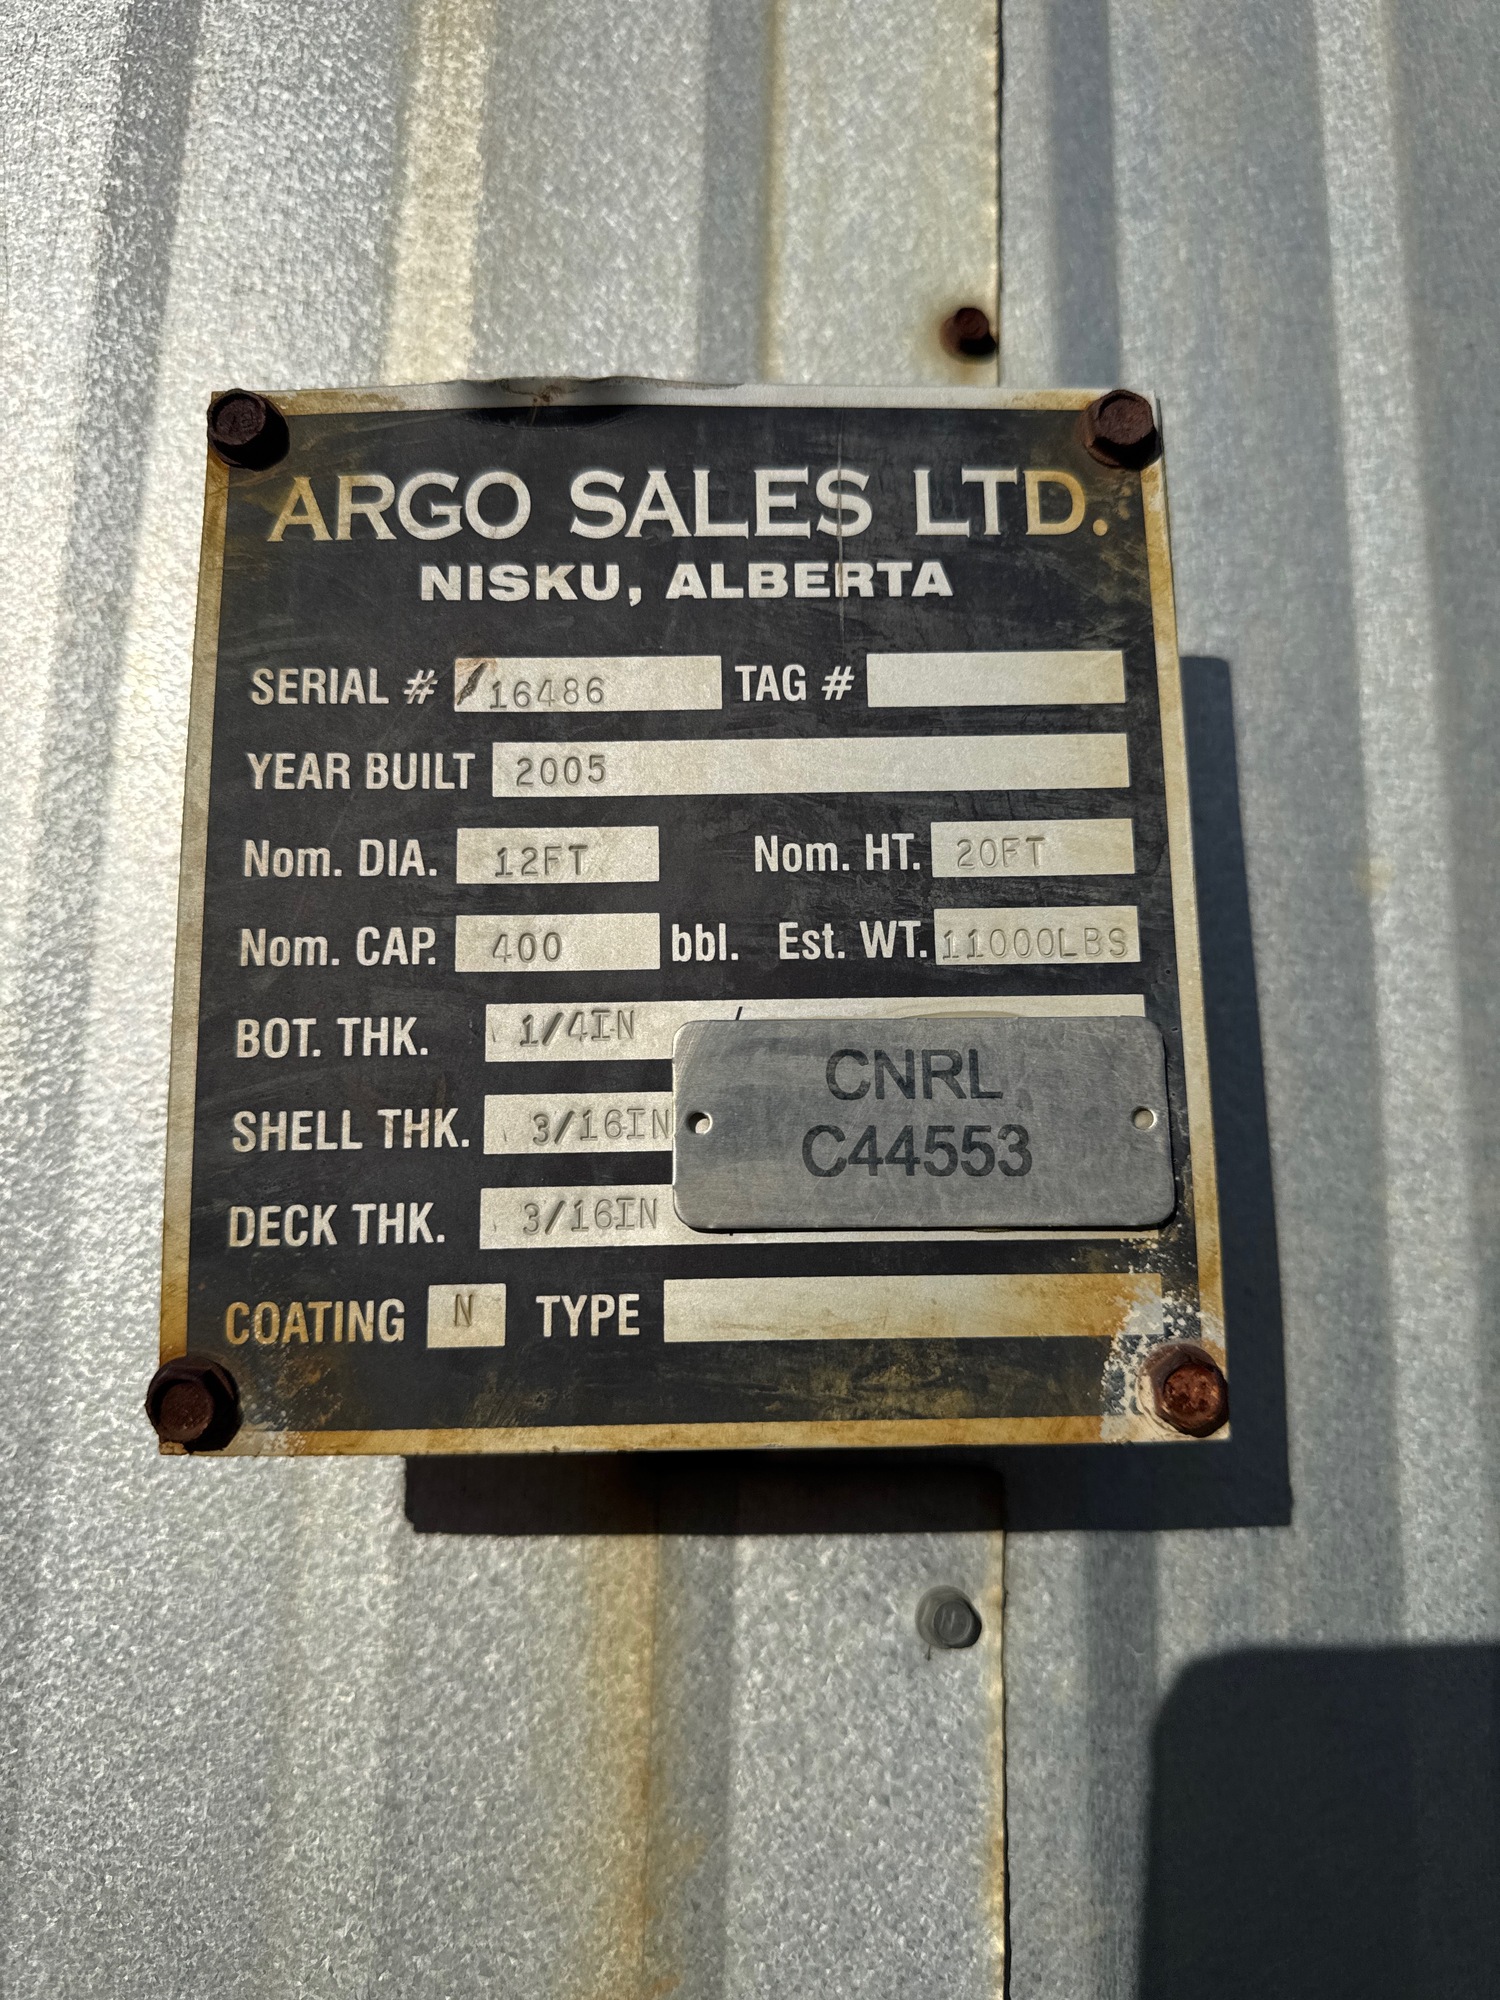 ARGO SALES LTD.
NISKU, ALBERTA
SERIAL # 16486 TAG #
YEAR BUILT 2005
Nom. DIA. 12FT Nom. HT. 20FT
Nom. CAP. 400 bbl. Est. WT. 11000LBS
BOT. THK. 1/4IN
SHELL THK. 3/16IN
DECK THK. 3/16IN
COATING N TYPE
CNRL
C44553